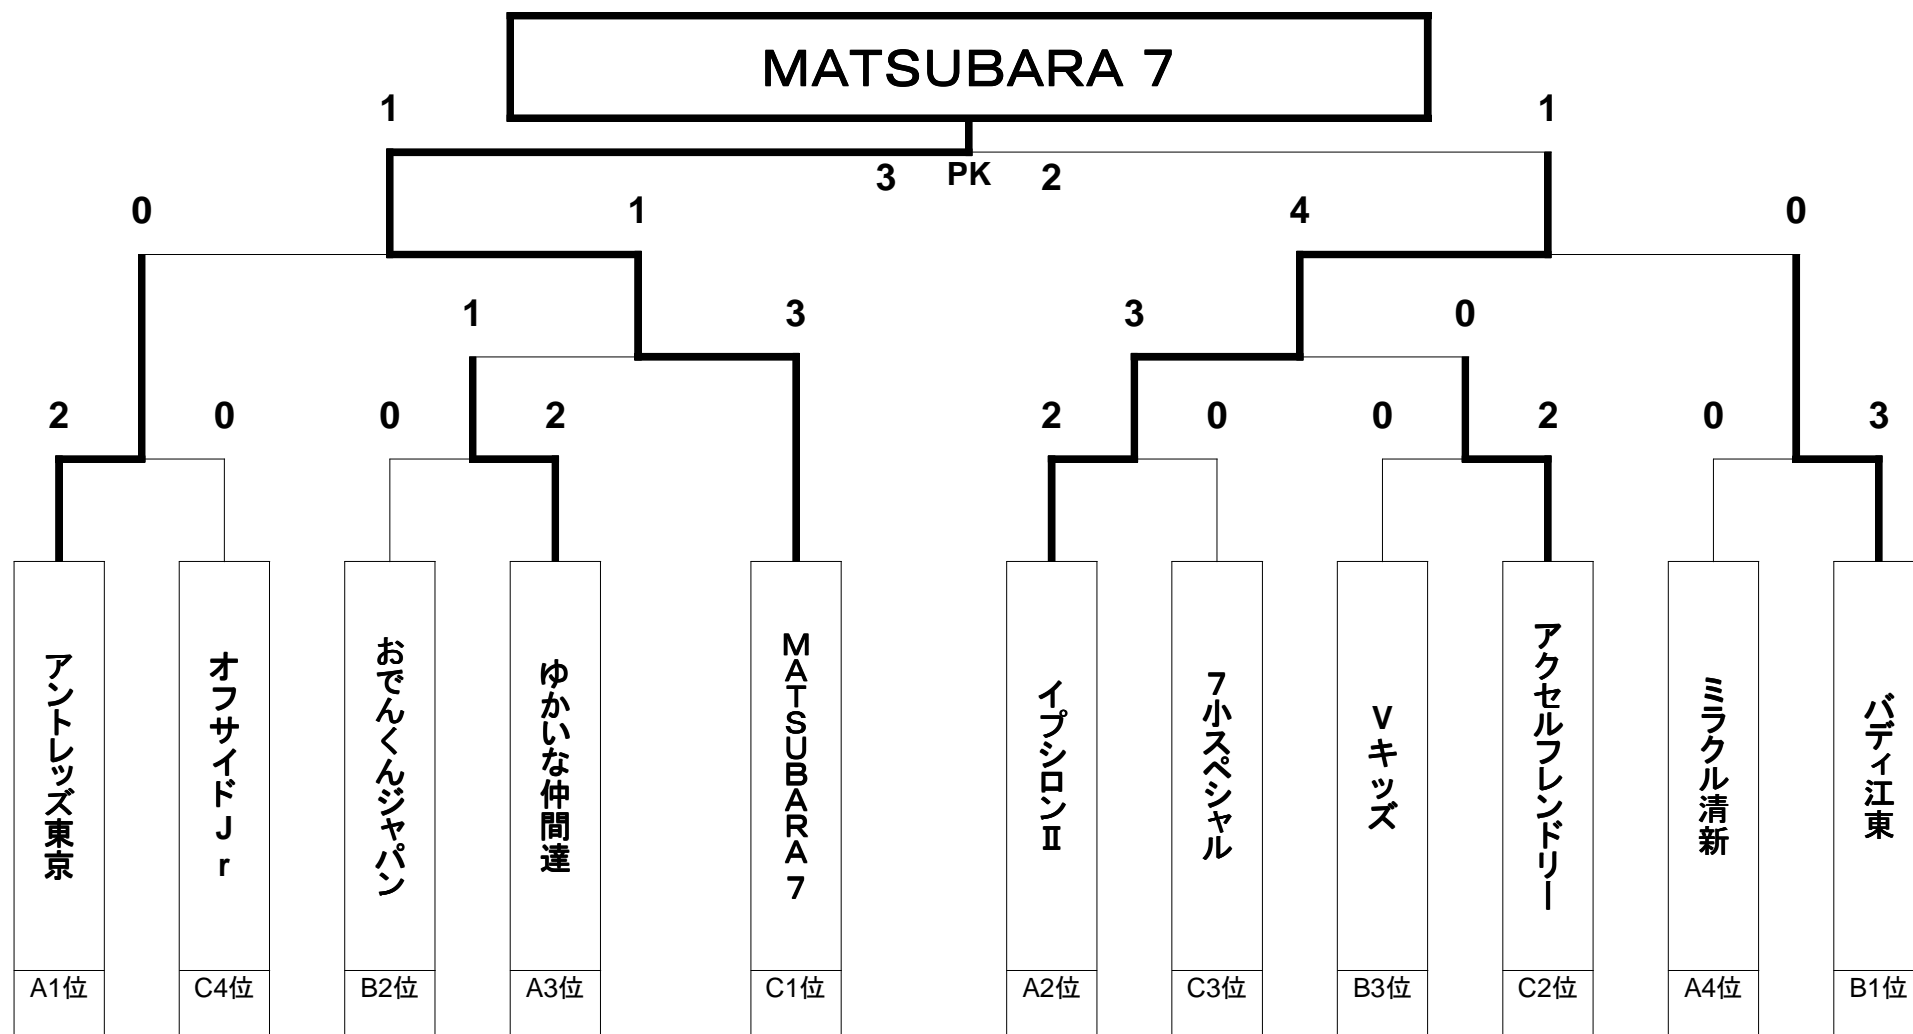 MATSUBARA 7
1
1
3
PK
2
0
1
4
0
1
3
3
0
2
0
0
2
2
0
0
2
0
3
アントレッズ東京
オフサイドJr
おでんくんジャパン
ゆかいな仲間達
MATSUBARA7
イプシロンⅡ
7小スペシャル
Vキッズ
アクセルフレンドリー
ミラクル清新
バディ江東
A1位
C4位
B2位
A3位
C1位
A2位
C3位
B3位
C2位
A4位
B1位